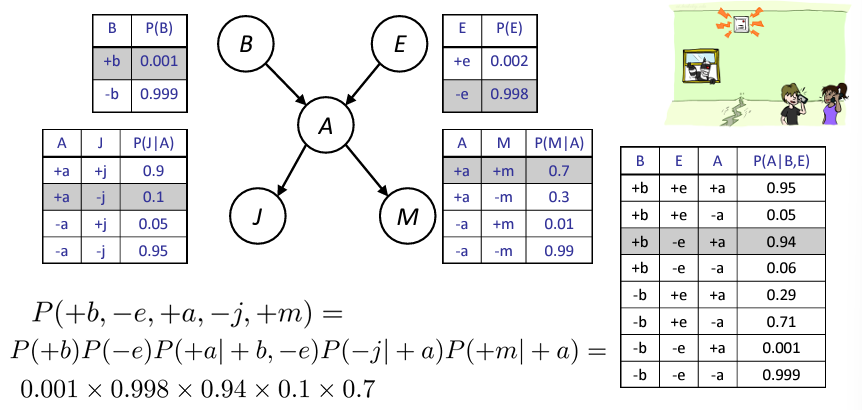 B P(B)
+b 0.001
-b 0.999
B
E
E P(E)
+e 0.002
-e 0.998
A
A J P(J|A)
+a +j 0.9
+a -j 0.1
-a +j 0.05
-a -j 0.95
J
M
A M P(M|A)
+a +m 0.7
+a -m 0.3
-a +m 0.01
-a -m 0.99
B E A P(A|B,E)
+b +e +a 0.95
+b +e -a 0.05
+b -e +a 0.94
+b -e -a 0.06
-b +e +a 0.29
-b +e -a 0.71
-b -e +a 0.001
-b -e -a 0.999
P(+b, −e, +a, −j, +m) =
P(+b)P(−e)P(+a| + b, −e)P(−j| + a)P(+m| + a) =
0.001 × 0.998 × 0.94 × 0.1 × 0.7